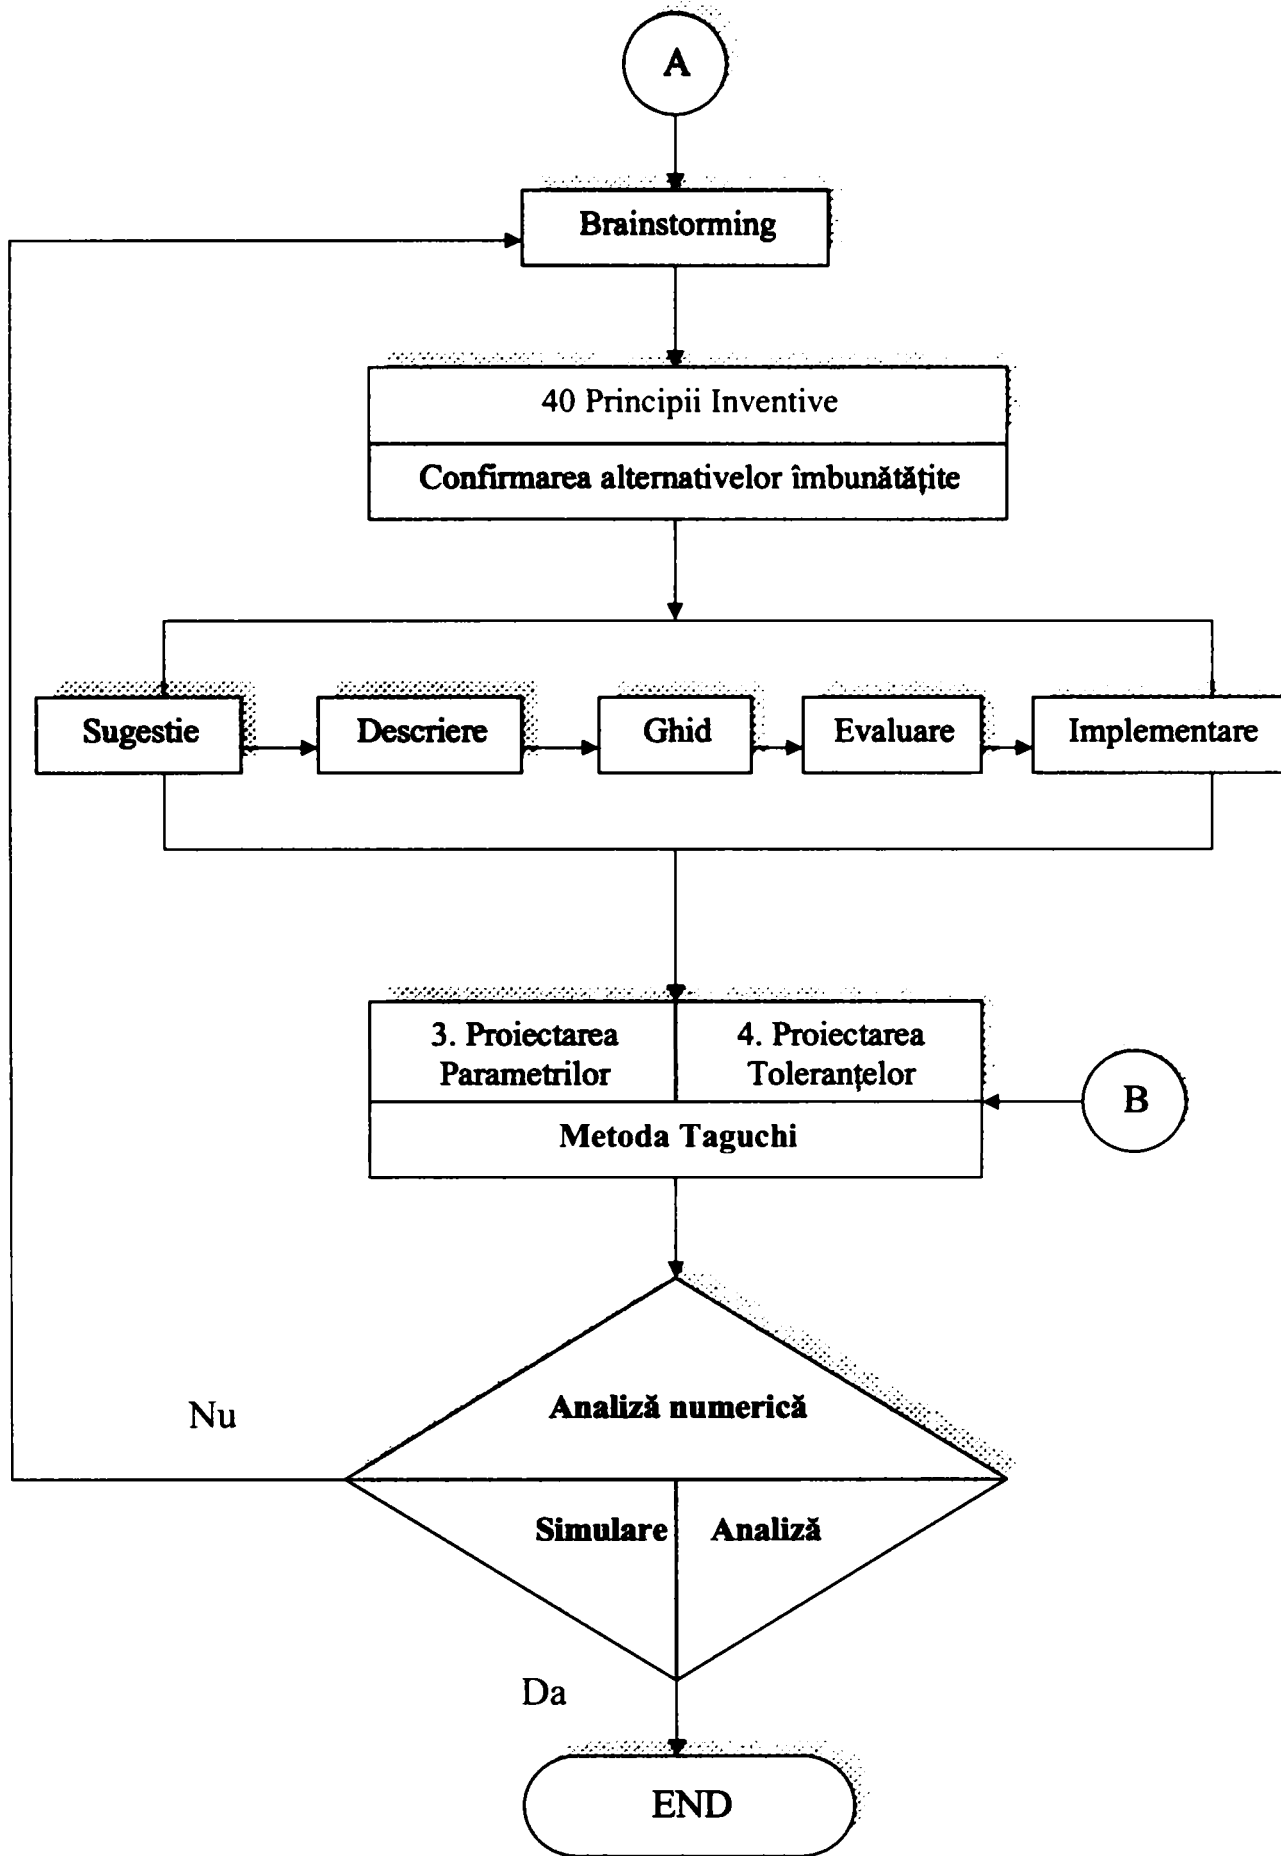 A
Brainstorming
40 Principii Inventive
Confirmarea alternativelor îmbunătățite
Sugestie
Descriere
Ghid
Evaluare
Implementare
3. Proiectarea
Parametrilor
4. Proiectarea
Toleranțelor
B
Metoda Taguchi
Analiză numerică
Nu
Simulare
Analiză
Da
END